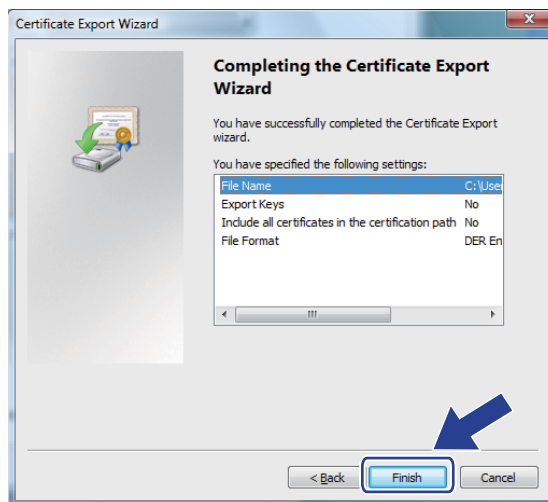 Certificate Export Wizard
Completing the Certificate Export
Wizard
You have successfully completed the Certificate Export
wizard.
You have specified the following settings:
File Name C:\User
Export Keys No
Include all certificates in the certification path No
File Format DER En
< Back Finish Cancel